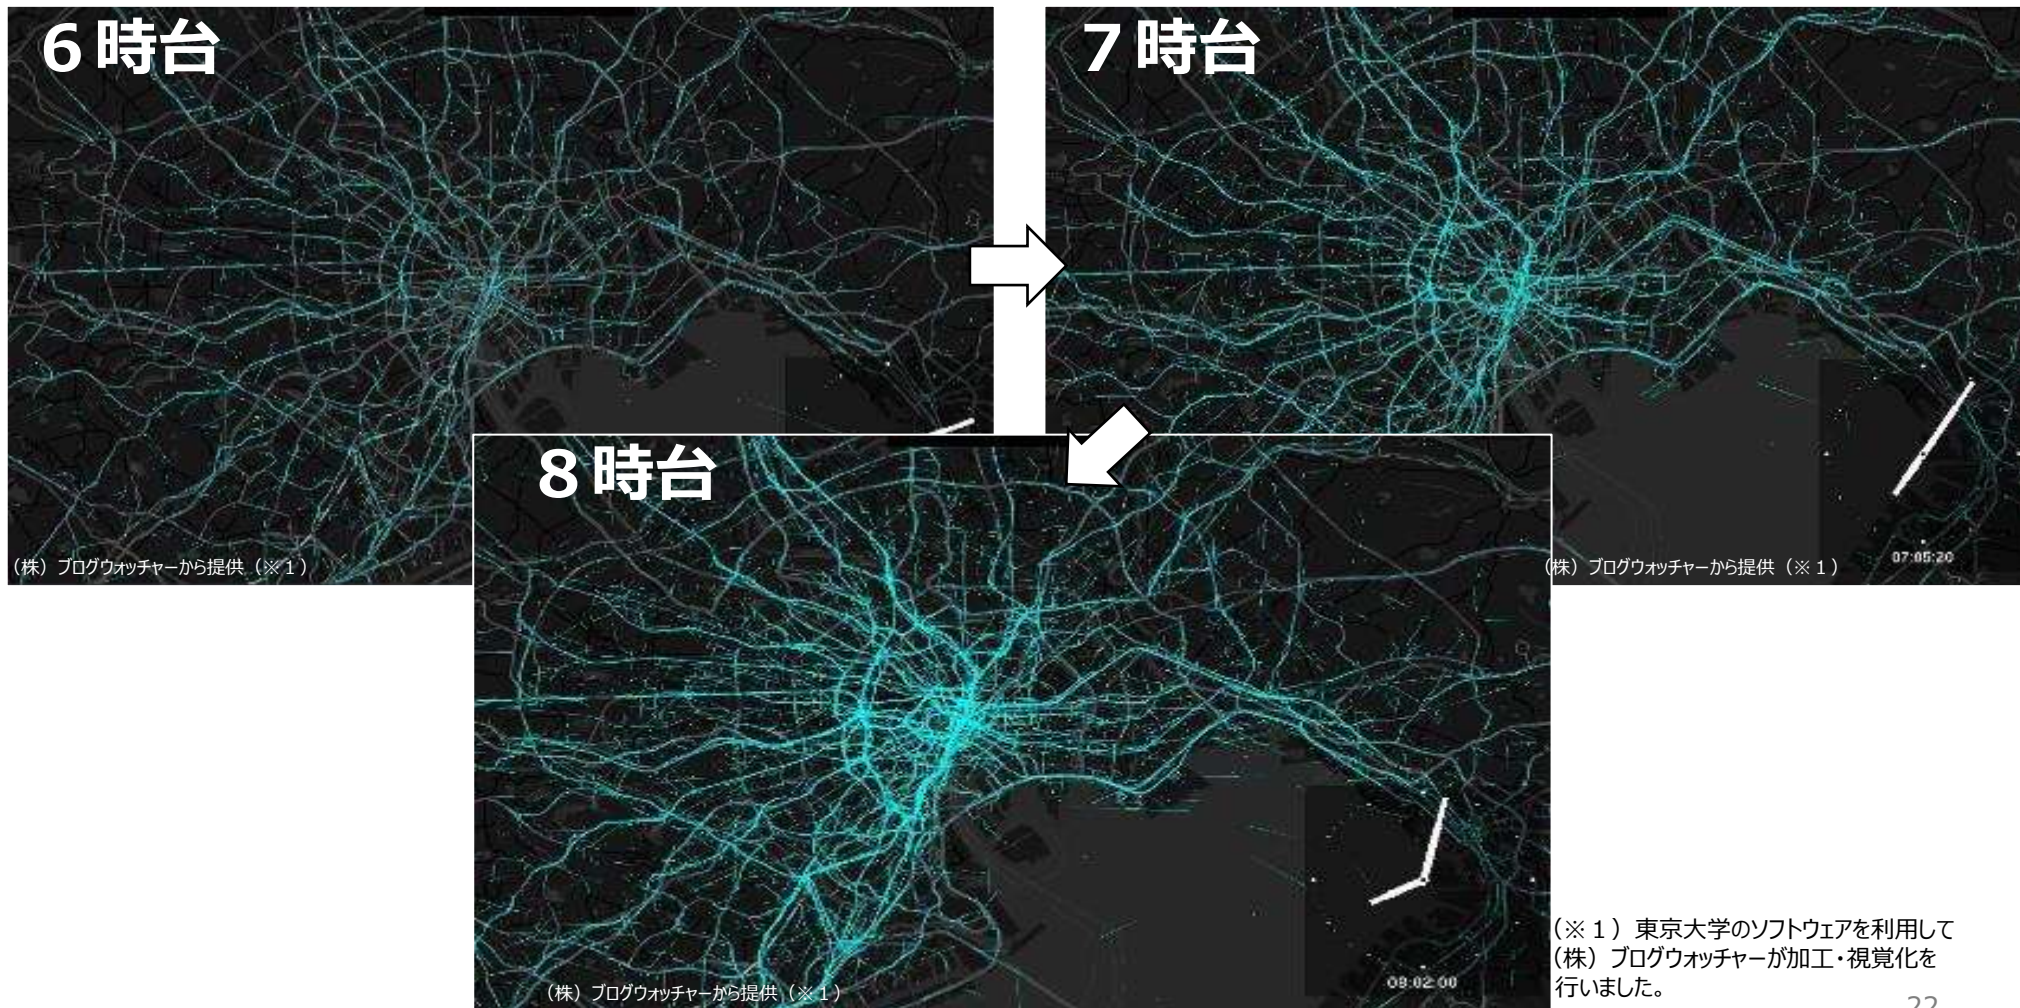 ６時台
７時台
(株) ブログウォッチャーから提供 (※１)
(株) ブログウォッチャーから提供 (※１)
07:05:20
８時台
(株) ブログウォッチャーから提供 (※１)
08:02:00
(※１) 東京大学のソフトウェアを利用して
(株) ブログウォッチャーが加工・視覚化を
行いました。
22